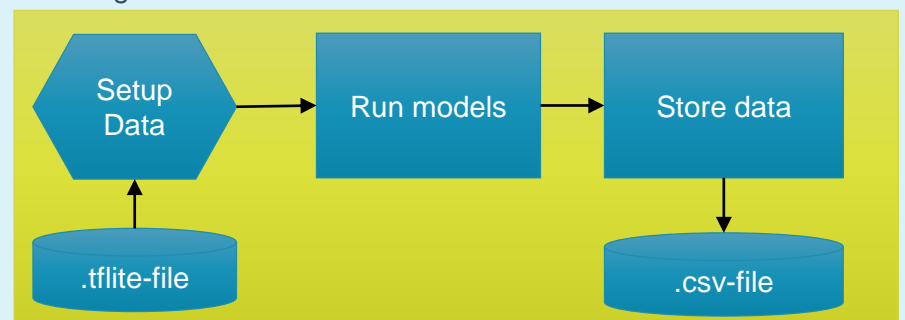 Setup
Data
Run models
Store data
.tflite-file
.csv-file